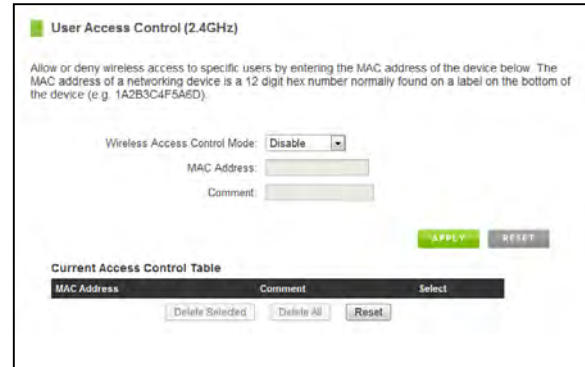 User Access Control (2.4GHz)
Allow or deny wireless access to specific users by entering the MAC address of the device below. The
MAC address of a networking device is a 12 digit hex number normally found on a label on the bottom of
the device (e.g. 1A2B3C4F5A6D).
Wireless Access Control Mode: Disable
MAC Address:
Comment:
APPLY RESET
Current Access Control Table
MAC Address Comment Select
Delete Selected Delete All Reset